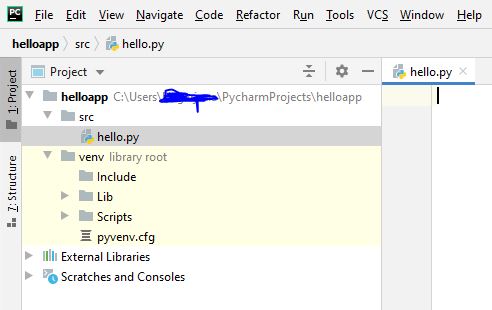 PC File Edit View Navigate Code Refactor Run Tools VCS Window Help
helloapp src hello.py
1: Project
Project
hello.py
helloapp C:\Users\ \PycharmProjects\helloapp
src
hello.py
venv library root
Include
Lib
Scripts
pyvenv.cfg
External Libraries
Scratches and Consoles
7: Structure